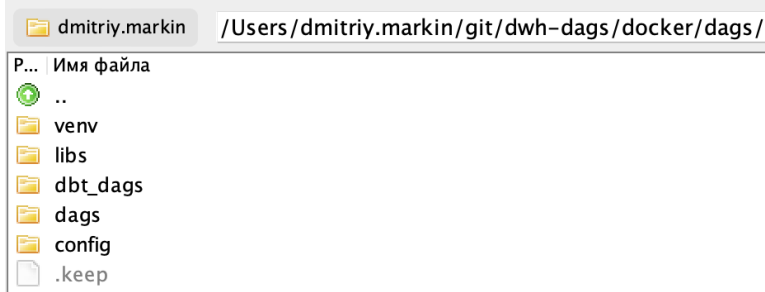 dmitriy.markin /Users/dmitriy.markin/git/dwh-dags/docker/dags/
Р... Имя файла
..
venv
libs
dbt_dags
dags
config
.keep